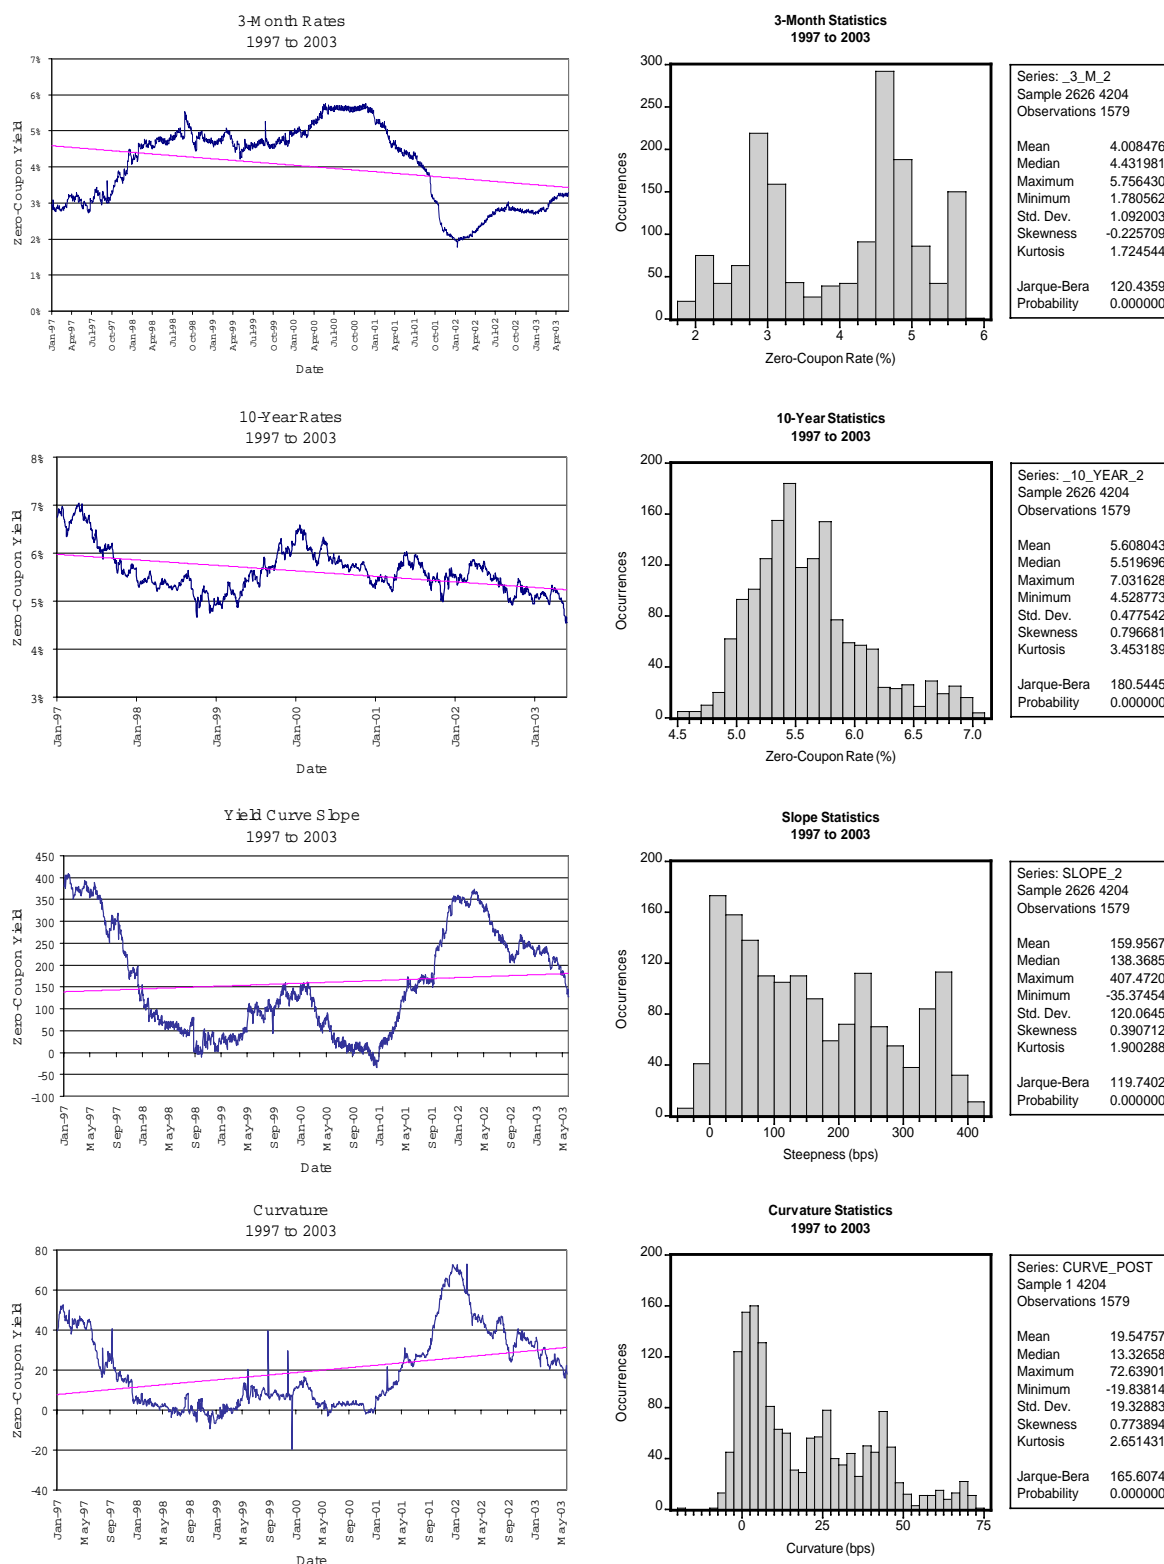 3-Month Rates
1997 to 2003
Zero-Coupon Yield
7%
6%
5%
4%
3%
2%
1%
0%
Jan-97
Apr-97
Jul-97
Oct-97
Jan-98
Apr-98
Jul-98
Oct-98
Jan-99
Apr-99
Jul-99
Oct-99
Jan-00
Apr-00
Jul-00
Oct-00
Jan-01
Apr-01
Jul-01
Oct-01
Jan-02
Apr-02
Jul-02
Oct-02
Jan-03
Apr-03
Date
3-Month Statistics
1997 to 2003
Occurrences
300
250
200
150
100
50
0
2
3
4
5
6
Zero-Coupon Rate (%)
Series: _3_M_2
Sample 2626 4204
Observations 1579
Mean 4.008476
Median 4.431981
Maximum 5.756430
Minimum 1.780562
Std. Dev. 1.092003
Skewness -0.225709
Kurtosis 1.724544
Jarque-Bera 120.4359
Probability 0.000000
10-Year Rates
1997 to 2003
Zero-Coupon Yield
8%
7%
6%
5%
4%
3%
Jan-97
Jan-98
Jan-99
Jan-00
Jan-01
Jan-02
Jan-03
Date
10-Year Statistics
1997 to 2003
Occurrences
200
160
120
80
40
0
4.5
5.0
5.5
6.0
6.5
7.0
Zero-Coupon Rate (%)
Series: _10_YEAR_2
Sample 2626 4204
Observations 1579
Mean 5.608043
Median 5.519696
Maximum 7.031628
Minimum 4.528773
Std. Dev. 0.477542
Skewness 0.796681
Kurtosis 3.453189
Jarque-Bera 180.5445
Probability 0.000000
Yield Curve Slope
1997 to 2003
Zero-Coupon Yield
450
400
350
300
250
200
150
100
50
0
-50
-100
Jan-97
May-97
Sep-97
Jan-98
May-98
Sep-98
Jan-99
May-99
Sep-99
Jan-00
May-00
Sep-00
Jan-01
May-01
Sep-01
Jan-02
May-02
Sep-02
Jan-03
May-03
Date
Slope Statistics
1997 to 2003
Occurrences
200
160
120
80
40
0
0
100
200
300
400
Steepness (bps)
Series: SLOPE_2
Sample 2626 4204
Observations 1579
Mean 159.9567
Median 138.3685
Maximum 407.4720
Minimum -35.37454
Std. Dev. 120.0645
Skewness 0.390712
Kurtosis 1.900288
Jarque-Bera 119.7402
Probability 0.000000
Curvature
1997 to 2003
Zero-Coupon Yield
80
60
40
20
0
-20
-40
Jan-97
May-97
Sep-97
Jan-98
May-98
Sep-98
Jan-99
May-99
Sep-99
Jan-00
May-00
Sep-00
Jan-01
May-01
Sep-01
Jan-02
May-02
Sep-02
Jan-03
May-03
Date
Curvature Statistics
1997 to 2003
Occurrences
200
160
120
80
40
0
0
25
50
75
Curvature (bps)
Series: CURVE_POST
Sample 1 4204
Observations 1579
Mean 19.54757
Median 13.32658
Maximum 72.63901
Minimum -19.83814
Std. Dev. 19.32883
Skewness 0.773894
Kurtosis 2.651431
Jarque-Bera 165.6074
Probability 0.000000